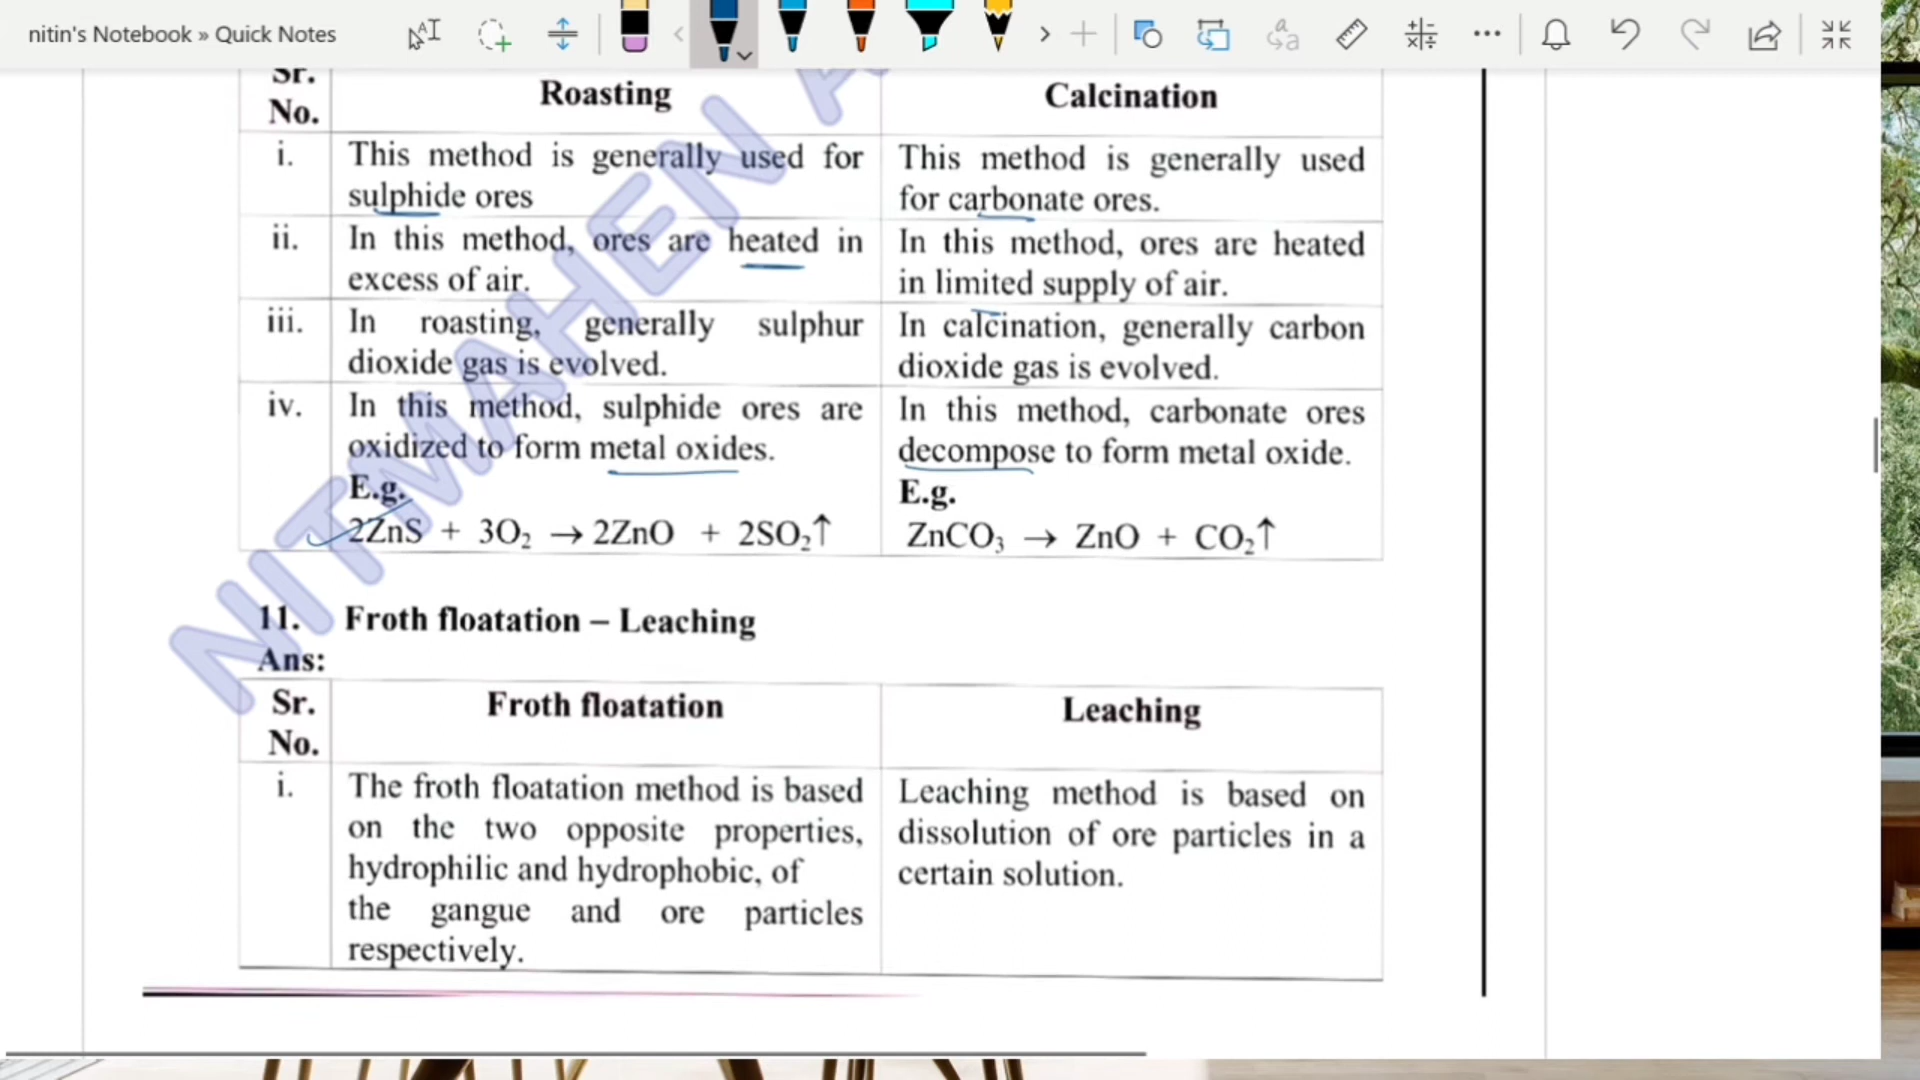 nitin's Notebook » Quick Notes
Sr.
No.
Roasting
Calcination
i.
This method is generally used for
sulphide ores
This method is generally used
for carbonate ores.
ii.
In this method, ores are heated in
excess of air.
In this method, ores are heated
in limited supply of air.
iii.
In roasting, generally sulphur
dioxide gas is evolved.
In calcination, generally carbon
dioxide gas is evolved.
iv.
In this method, sulphide ores are
oxidized to form metal oxides.
E.g.
2ZnS + 3O₂ → 2ZnO + 2SO₂↑
In this method, carbonate ores
decompose to form metal oxide.
E.g.
ZnCO₃ → ZnO + CO₂↑
NITMAHEN A
11. Froth floatation – Leaching
Ans:
Sr.
No.
Froth floatation
Leaching
i.
The froth floatation method is based
on the two opposite properties,
hydrophilic and hydrophobic, of
the gangue and ore particles
respectively.
Leaching method is based on
dissolution of ore particles in a
certain solution.